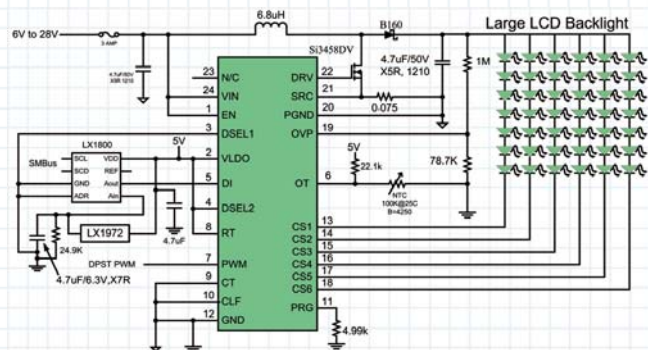 6.8uH
B160
Large LCD Backlight
6V to 28V
3 AMP
Si3458DV
4.7uF/50V
X5R 1210
4.7uF/50V
X5R, 1210
1M
23 N/C
24 VIN
1 EN
3 DSEL1
2 VLDO
5 DI
4 DSEL2
8 RT
7 PWM
9 CT
10 CLF
12 GND
DRV 22
SRC 21
PGND 20
OVP 19
OT 6
CS1 13
CS2 14
CS3 15
CS4 16
CS5 17
CS6 18
PRG 11
0.075
LX1800
5V
SMBus
SCL VDD
SCD REF
GND Aout
ADR Ain
LX1972
4.7uF
24.9K
4.7uF/6.3V,X7R
DPST PWM
5V
22.1k
NTC
100K@25C
B=4250
78.7K
4.99k